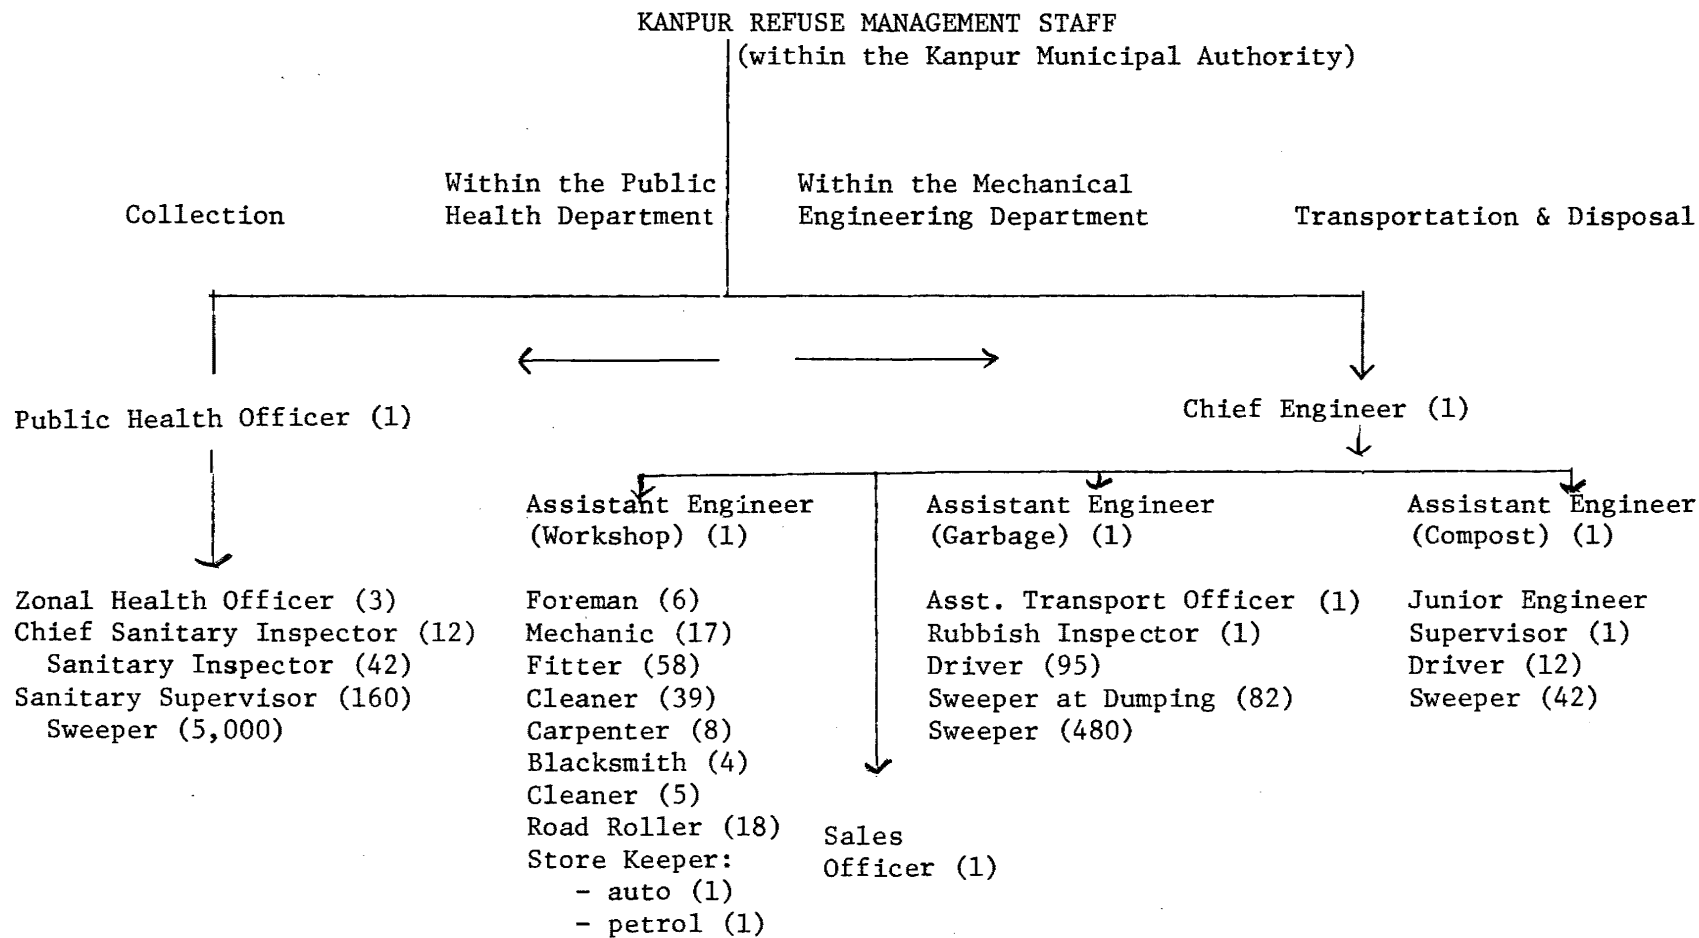 KANPUR REFUSE MANAGEMENT STAFF
(within the Kanpur Municipal Authority)
Collection
Within the Public
Health Department
Within the Mechanical
Engineering Department
Transportation & Disposal
Public Health Officer (1)
Chief Engineer (1)
Zonal Health Officer (3)
Chief Sanitary Inspector (12)
Sanitary Inspector (42)
Sanitary Supervisor (160)
Sweeper (5,000)
Assistant Engineer
(Workshop) (1)
Foreman (6)
Mechanic (17)
Fitter (58)
Cleaner (39)
Carpenter (8)
Blacksmith (4)
Cleaner (5)
Road Roller (18)
Store Keeper:
- auto (1)
- petrol (1)
Sales
Officer (1)
Assistant Engineer
(Garbage) (1)
Asst. Transport Officer (1)
Rubbish Inspector (1)
Driver (95)
Sweeper at Dumping (82)
Sweeper (480)
Assistant Engineer
(Compost) (1)
Junior Engineer
Supervisor (1)
Driver (12)
Sweeper (42)